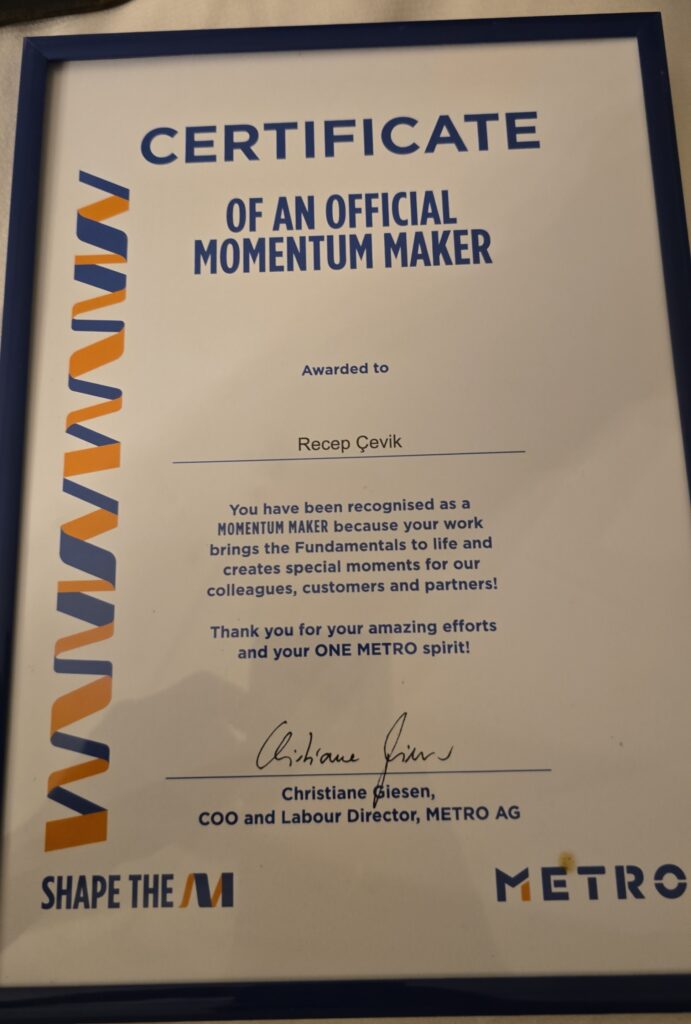 CERTIFICATE
OF AN OFFICIAL
MOMENTUM MAKER
Awarded to
Recep Çevik
You have been recognised as a
MOMENTUM MAKER because your work
brings the Fundamentals to life and
creates special moments for our
colleagues, customers and partners!
Thank you for your amazing efforts
and your ONE METRO spirit!
Christiane Giesen
Christiane Giesen,
COO and Labour Director, METRO AG
SHAPE THE M
METRO